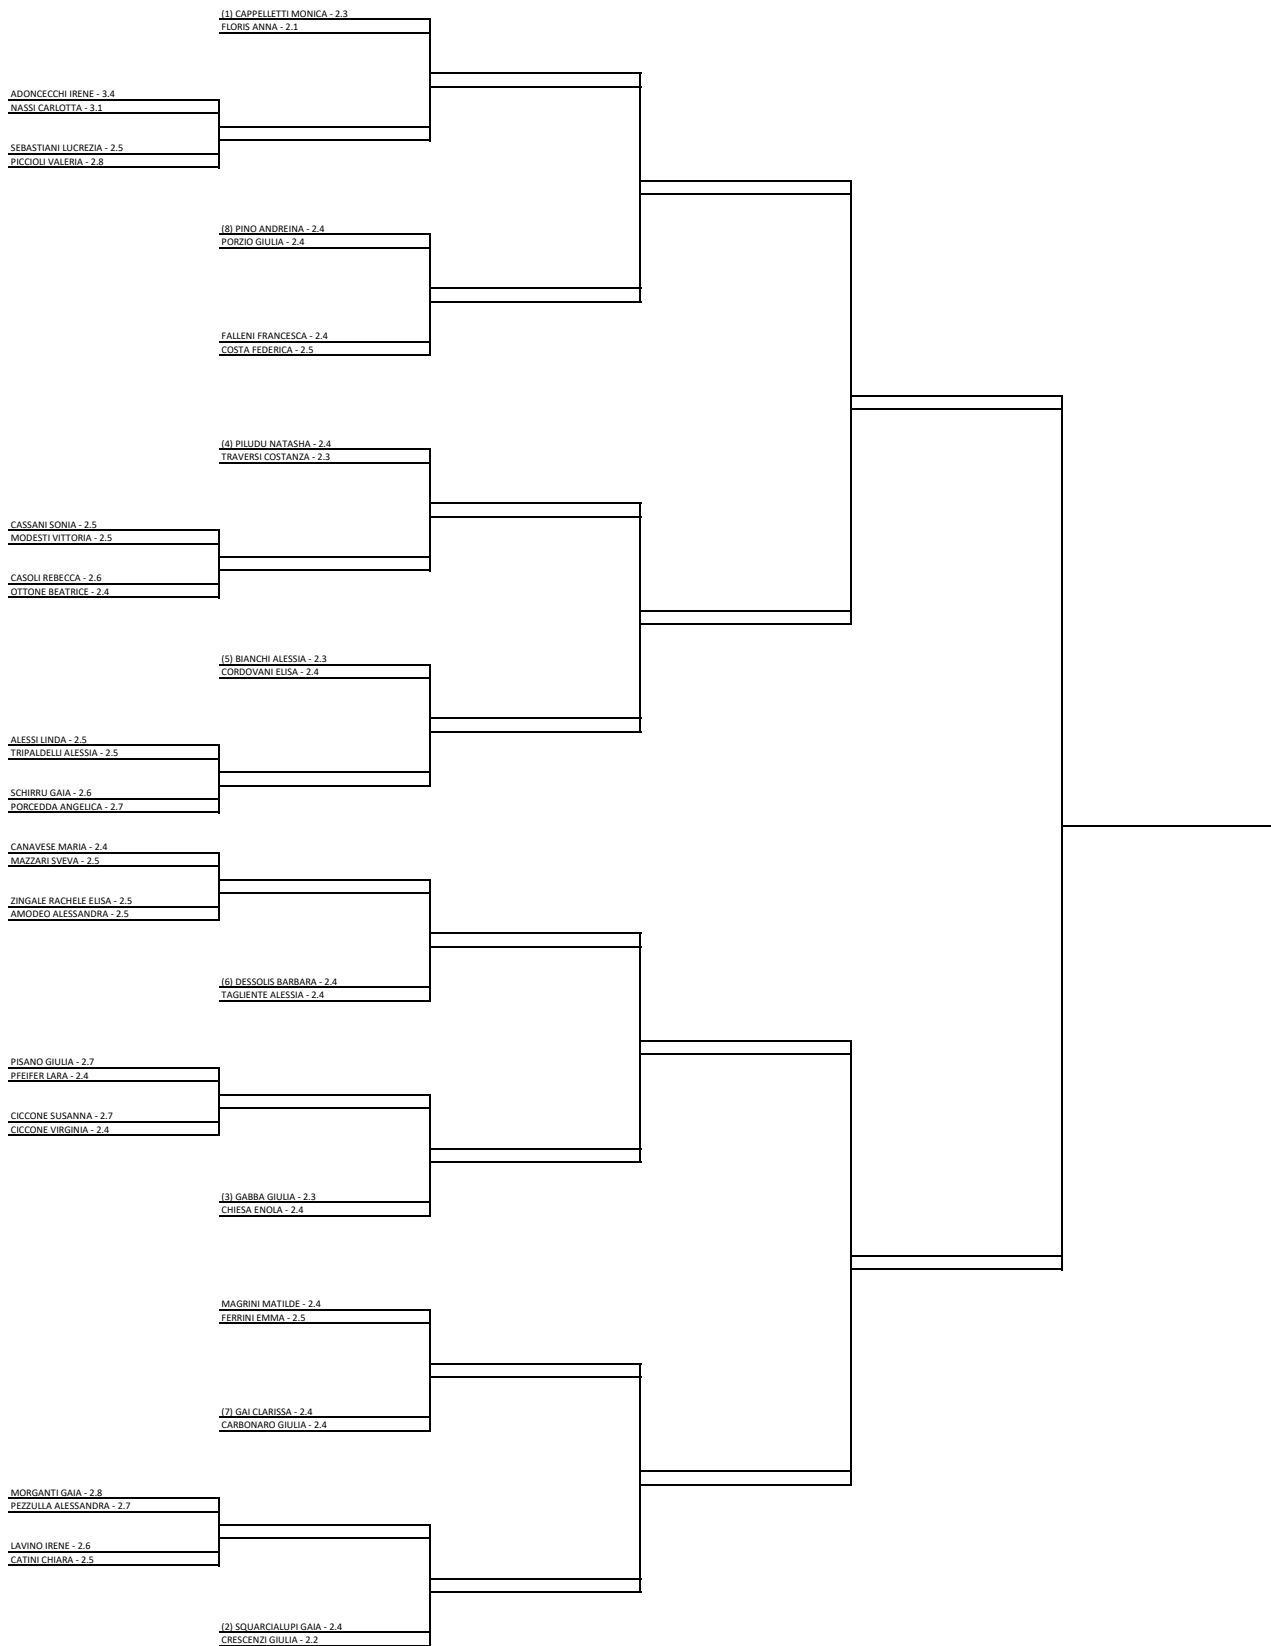 (1) CAPPELLETTI MONICA - 2.3
FLORIS ANNA - 2.1
ADONCECCHI IRENE - 3.4
NASSI CARLOTTA - 3.1
SEBASTIANI LUCREZIA - 2.5
PICCIOLI VALERIA - 2.8
(8) PINO ANDREINA - 2.4
PORZIO GIULIA - 2.4
FALLENI FRANCESCA - 2.4
COSTA FEDERICA - 2.5
(4) PILUDU NATASHA - 2.4
TRAVERSI COSTANZA - 2.3
CASSANI SONIA - 2.5
MODESTI VITTORIA - 2.5
CASOLI REBECCA - 2.6
OTTONE BEATRICE - 2.4
(5) BIANCHI ALESSIA - 2.3
CORDOVANI ELISA - 2.4
ALESSI LINDA - 2.5
TRIPALDELLI ALESSIA - 2.5
SCHIRRU GAIA - 2.6
PORCEDDA ANGELICA - 2.7
CANAVESE MARIA - 2.4
MAZZARI SVEVA - 2.5
ZINGALE RACHELE ELISA - 2.5
AMODEO ALESSANDRA - 2.5
(6) DESSOLIS BARBARA - 2.4
TAGLIENTE ALESSIA - 2.4
PISANO GIULIA - 2.7
PFEIFER LARA - 2.4
CICCONE SUSANNA - 2.7
CICCONE VIRGINIA - 2.4
(3) GABBA GIULIA - 2.3
CHIESA ENOLA - 2.4
MAGRINI MATILDE - 2.4
FERRINI EMMA - 2.5
(7) GAI CLARISSA - 2.4
CARBONARO GIULIA - 2.4
MORGANTI GAIA - 2.8
PEZZULLA ALESSANDRA - 2.7
LAVINO IRENE - 2.6
CATINI CHIARA - 2.5
(2) SQUARCIALUPI GAIA - 2.4
CRESCENZI GIULIA - 2.2